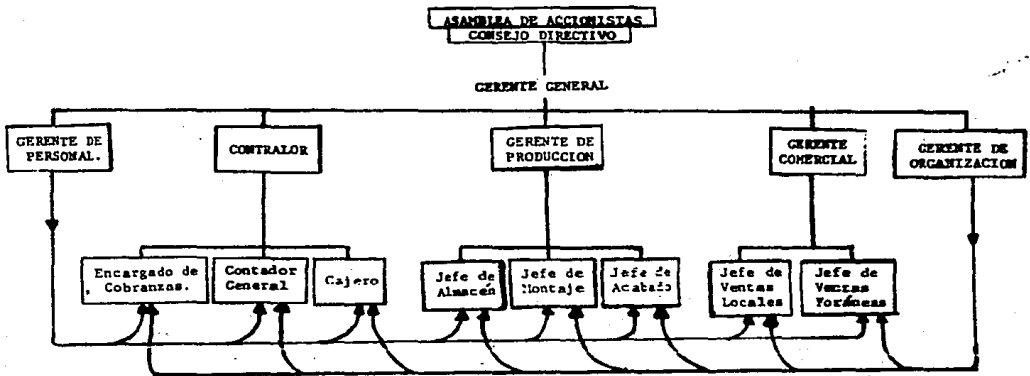 ASAMBLEA DE ACCIONISTAS
CONSEJO DIRECTIVO
GERENTE GENERAL
GERENTE DE
PERSONAL.
CONTRALOR
GERENTE DE
PRODUCCION
GERENTE
COMERCIAL
GERENTE DE
ORGANIZACION
Encargado de
Cobranzas.
Contador
General
Cajero
Jefe de
Almacén
Jefe de
Montaje
Jefe de
Acabado
Jefe de
Ventas
Locales
Jefe de
Ventas
Foráneas